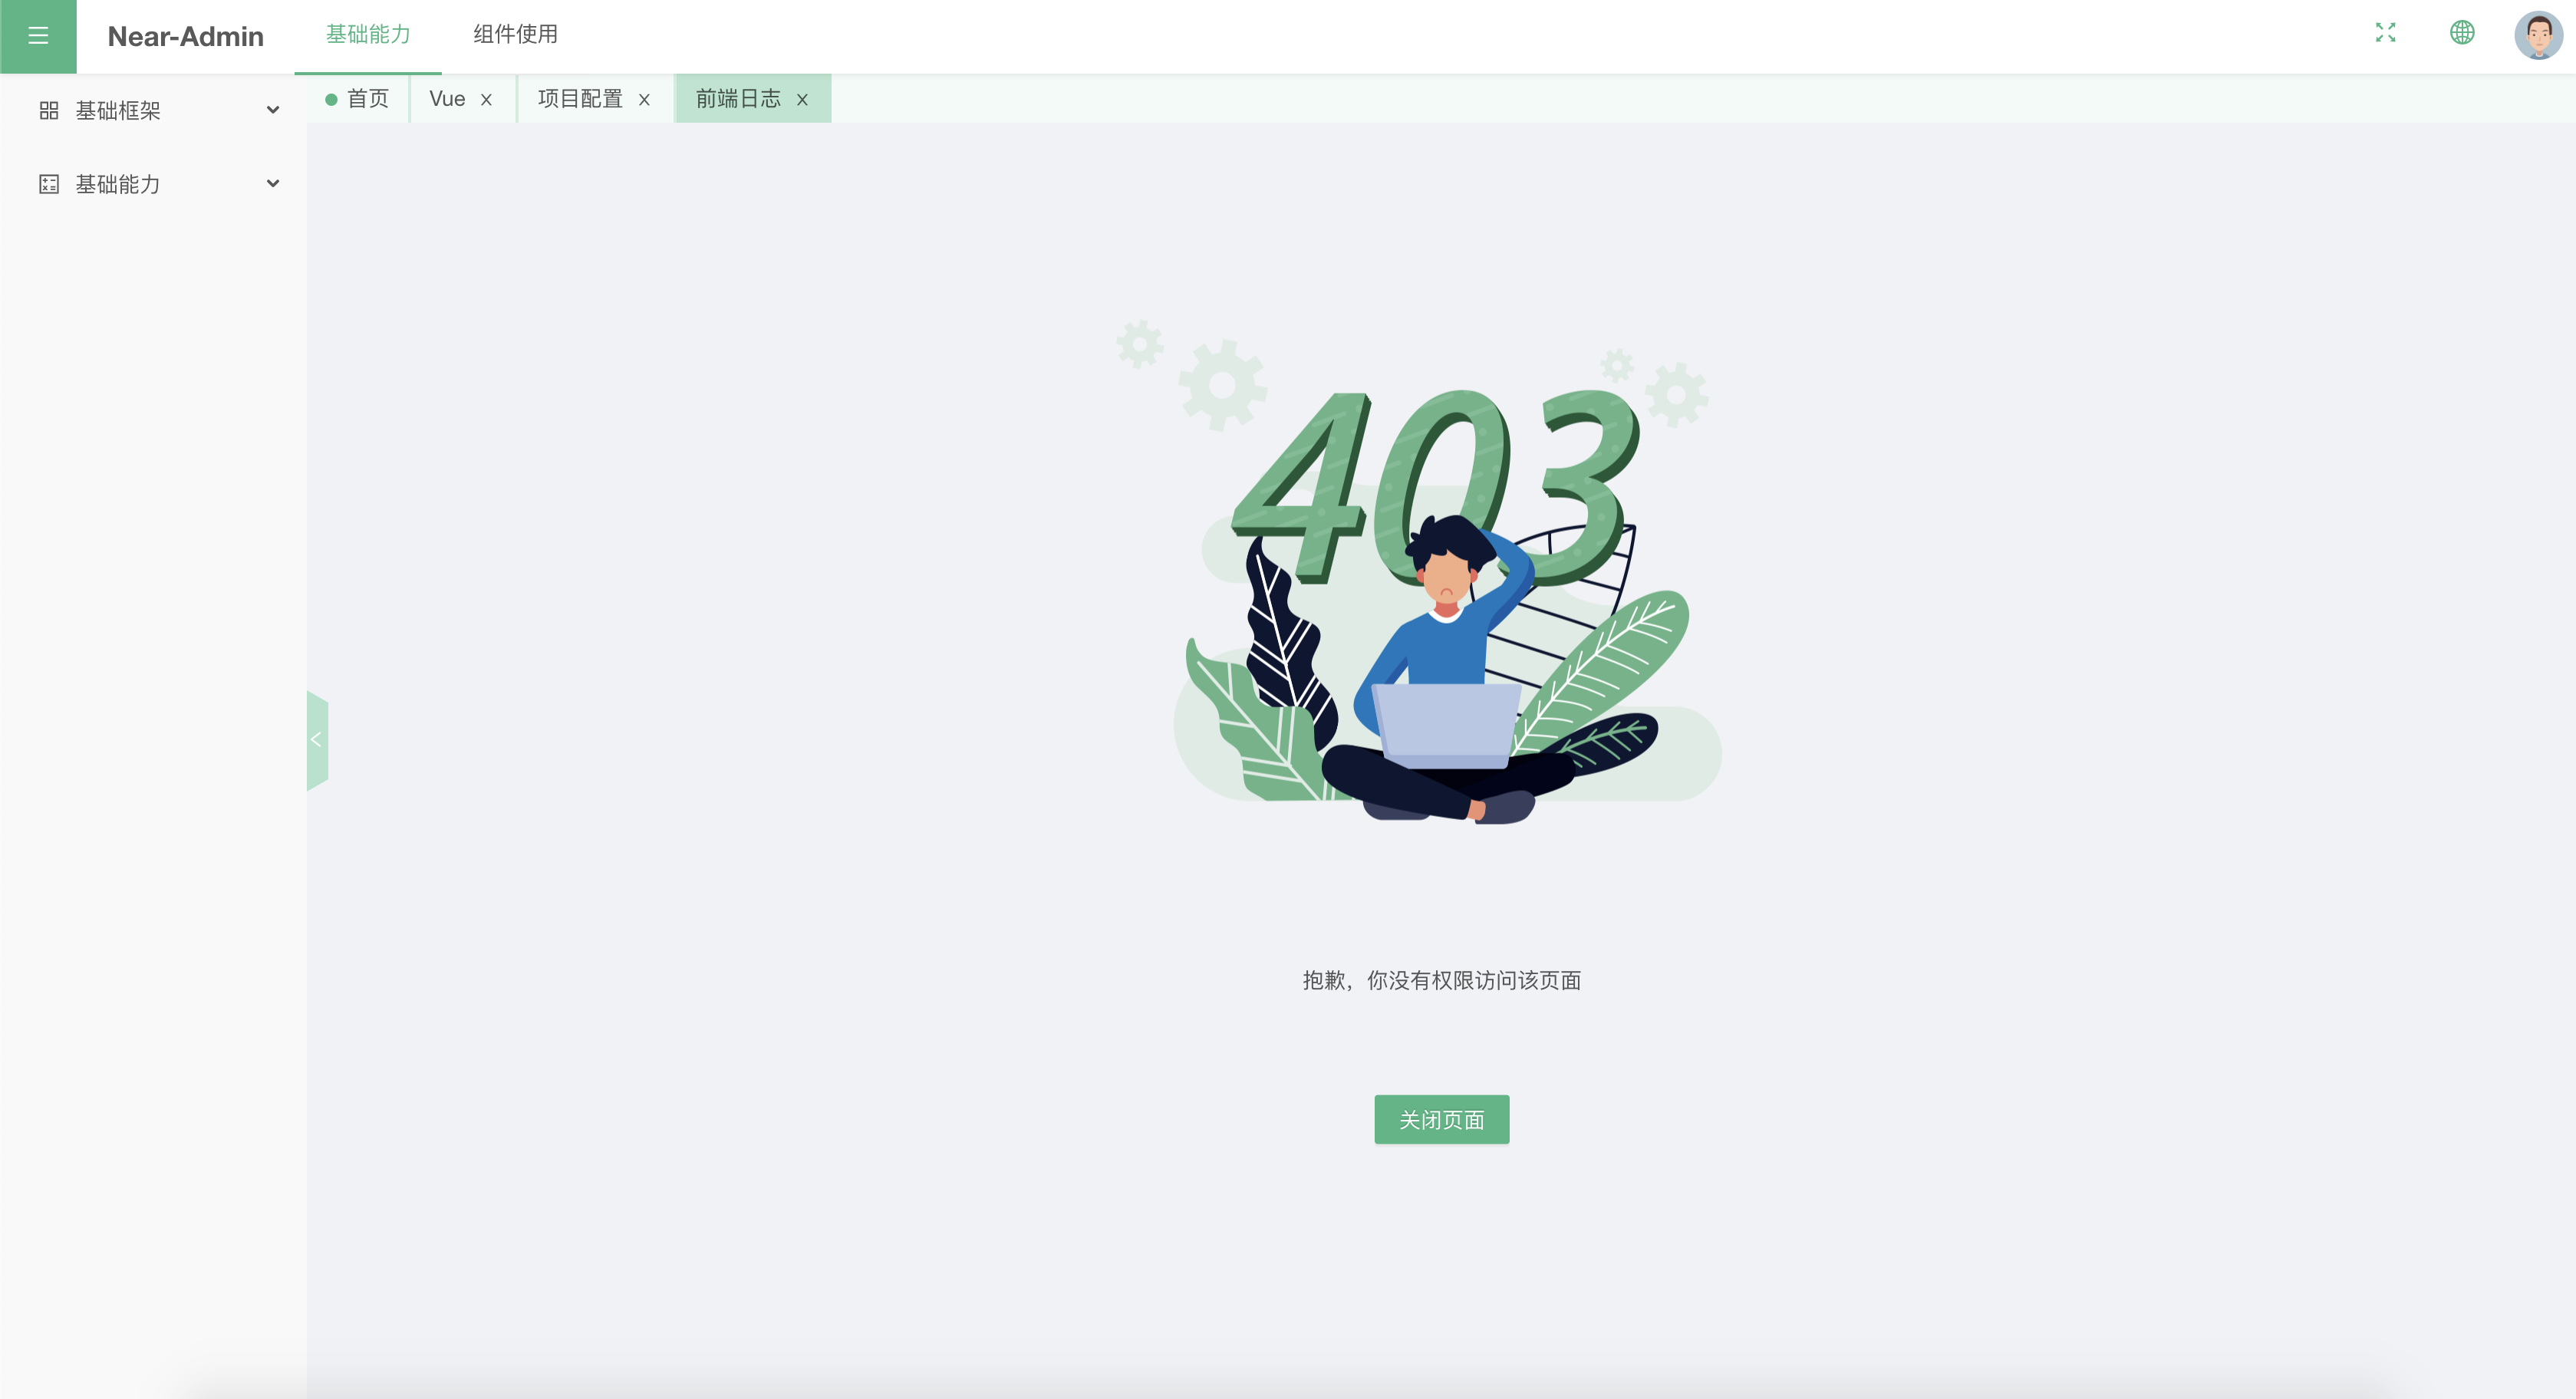 Near-Admin 基础能力 组件使用
首页 Vue 项目配置 前端日志
基础框架
基础能力
403
抱歉，你没有权限访问该页面
关闭页面